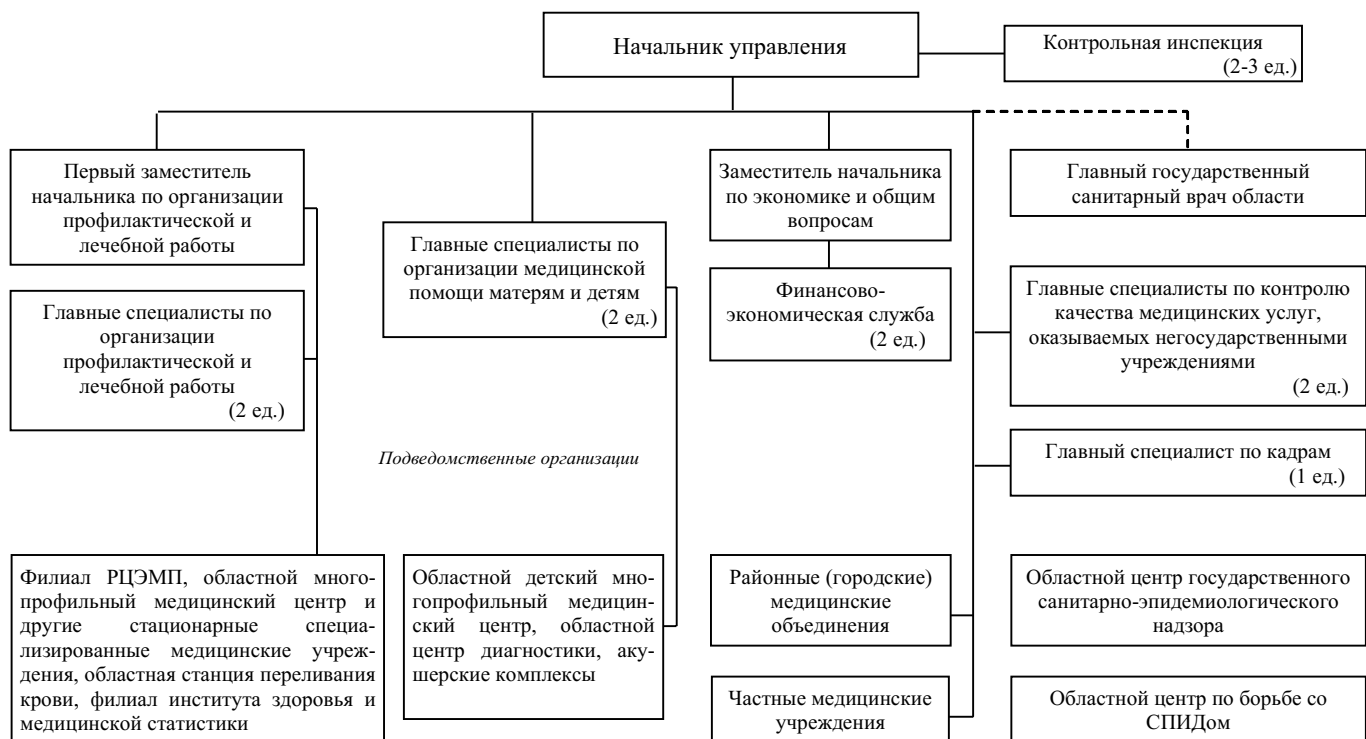 Начальник управления
Контрольная инспекция
(2-3 ед.)
Первый заместитель
начальника по организации
профилактической и
лечебной работы
Главные специалисты по
организации медицинской
помощи матерям и детям
(2 ед.)
Заместитель начальника
по экономике и общим
вопросам
Главный государственный
санитарный врач области
Главные специалисты по
организации
профилактической и
лечебной работы
(2 ед.)
Финансово-
экономическая служба
(2 ед.)
Главные специалисты по контролю
качества медицинских услуг,
оказываемых негосударственными
учреждениями
(2 ед.)
Подведомственные организации
Главный специалист по кадрам
(1 ед.)
Филиал РЦЭМП, областной много-
профильный медицинский центр и
другие стационарные специа-
лизированные медицинские учреж-
дения, областная станция переливания
крови, филиал института здоровья и
медицинской статистики
Областной детский мно-
гопрофильный медицин-
ский центр, областной
центр диагностики, аку-
шерские комплексы
Районные (городские)
медицинские
объединения
Областной центр государственного
санитарно-эпидемиологического
надзора
Частные медицинские
учреждения
Областной центр по борьбе со
СПИДом